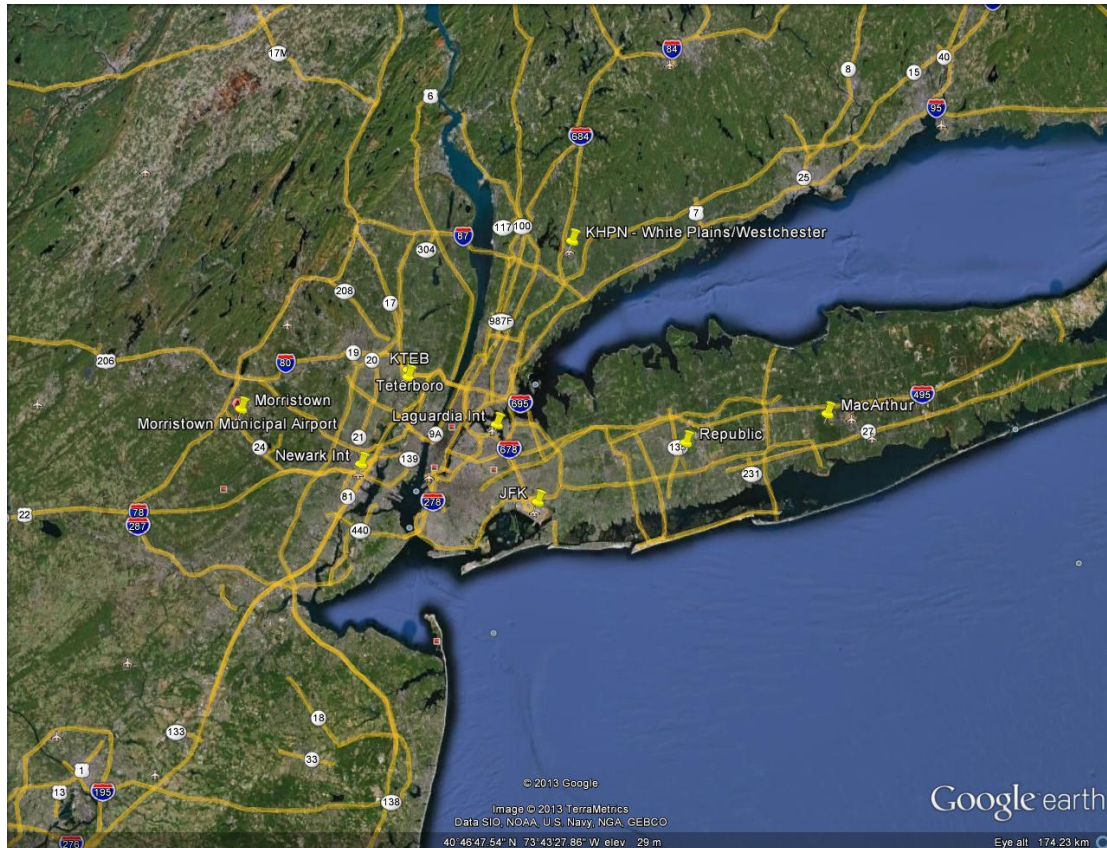 17M
84
8
15
40
6
95
684
25
7
117
100
KHPN - White Plains/Westchester
87
304
208
17
987F
206
80
19
20
KTEB
Teterboro
695
495
Morristown
Morristown Municipal Airport
Laguardia Int
MacArthur
9A
21
24
Republic
27
Newark Int
139
678
231
81
JFK
278
22
78
287
440
18
133
33
1
13
195
138
© 2013 Google
Image © 2013 TerraMetrics
Data SIO, NOAA, U.S. Navy, NGA, GEBCO
Google earth
276
40°46'47.54" N 73°43'27.86" W elev 29 m
Eye alt 174.23 km